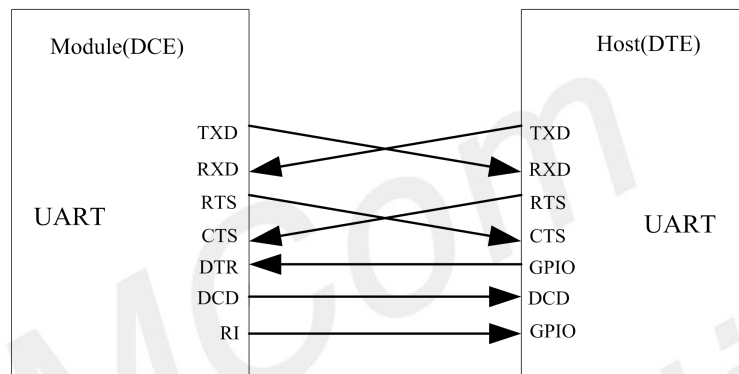 Module(DCE)
Host(DTE)
TXD
TXD
RXD
RXD
RTS
RTS
UART
UART
CTS
CTS
DTR
GPIO
DCD
DCD
RI
GPIO